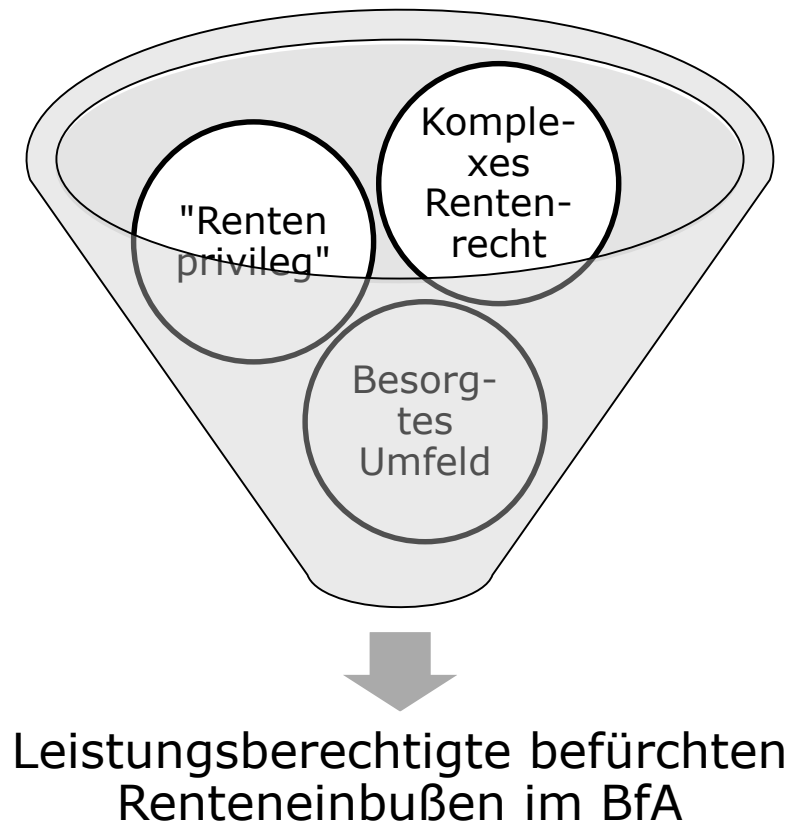 "Renten
privileg"
Komple-
xes
Renten-
recht
Besorg-
tes
Umfeld
Leistungsberechtigte befürchten
Renteneinbußen im BfA